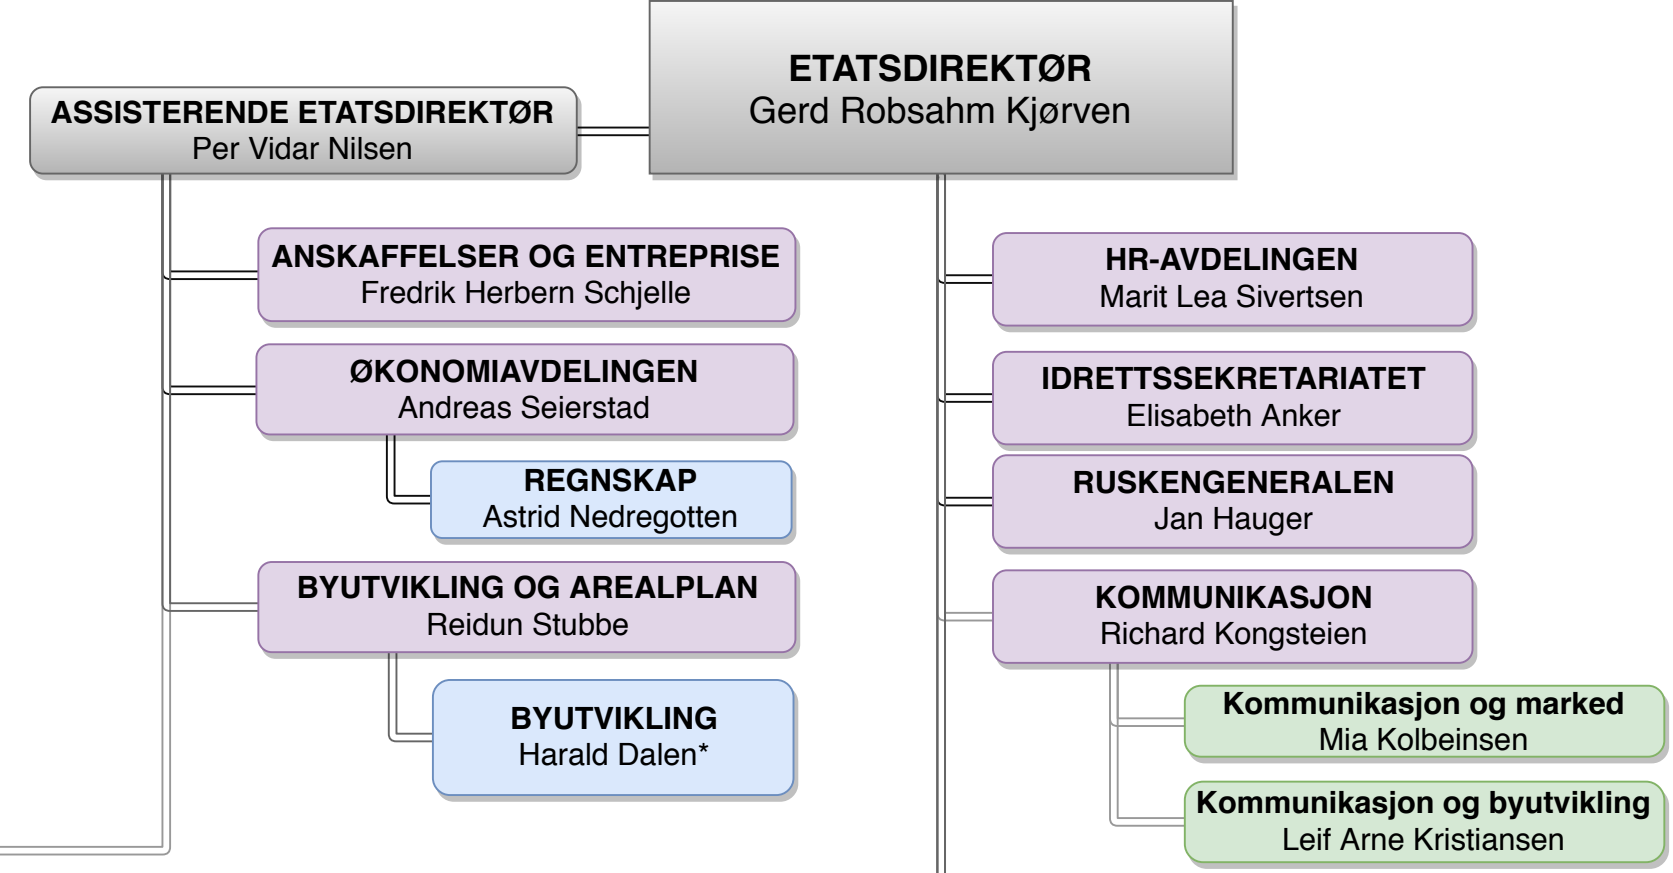 ETATSDIREKTØR
Gerd Robsahm Kjørven
ASSISTERENDE ETATSDIREKTØR
Per Vidar Nilsen
ANSKAFFELSER OG ENTREPRISE
Fredrik Herbern Schjelle
ØKONOMIAVDELINGEN
Andreas Seierstad
REGNSKAP
Astrid Nedregotten
BYUTVIKLING OG AREALPLAN
Reidun Stubbe
BYUTVIKLING
Harald Dalen*
HR-AVDELINGEN
Marit Lea Sivertsen
IDRETTSSEKRETARIATET
Elisabeth Anker
RUSKENGENERALEN
Jan Hauger
KOMMUNIKASJON
Richard Kongsteien
Kommunikasjon og marked
Mia Kolbeinsen
Kommunikasjon og byutvikling
Leif Arne Kristiansen